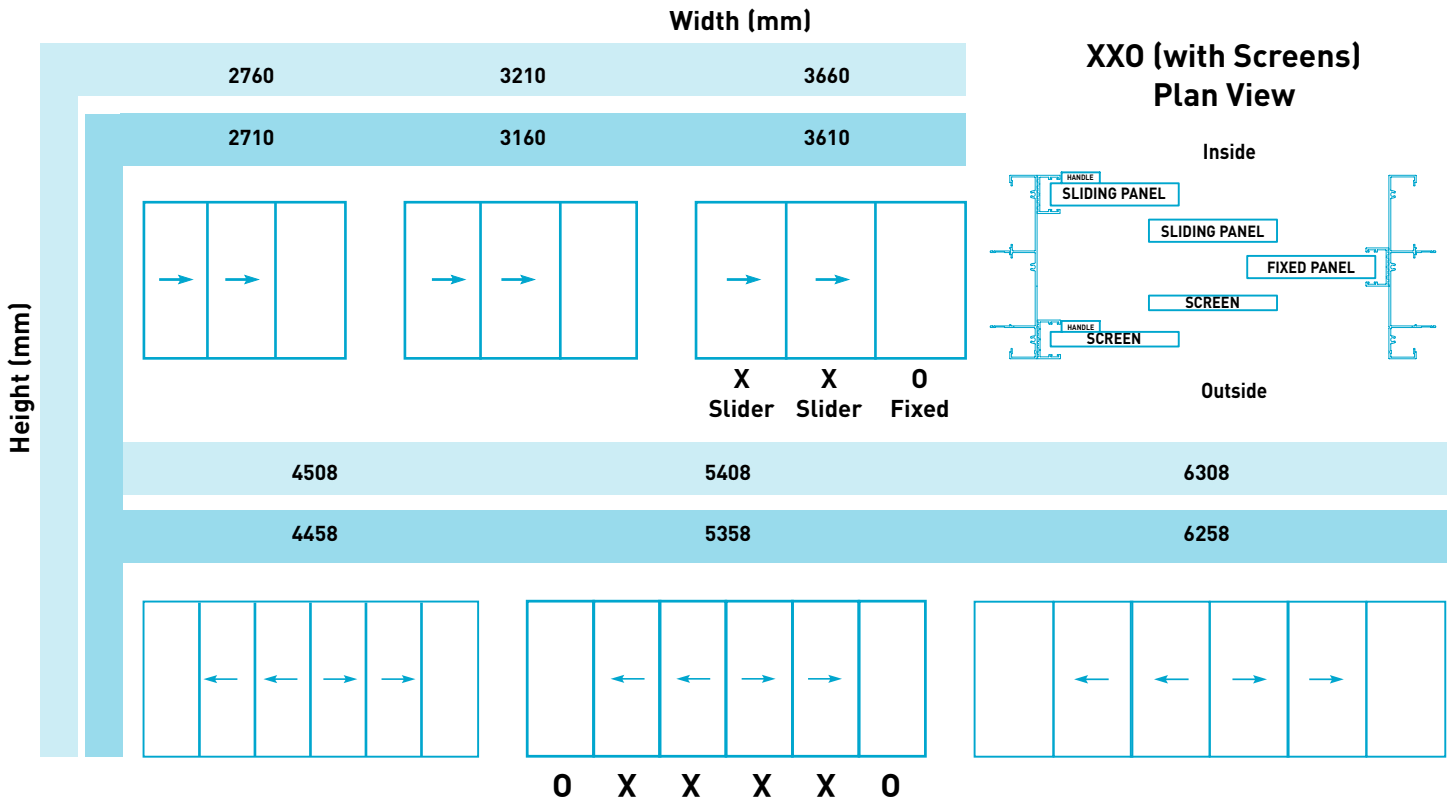 Width (mm)
2760 3210 3660
2710 3160 3610
XXO (with Screens)
Plan View
Inside
HANDLE
SLIDING PANEL
SLIDING PANEL
FIXED PANEL
SCREEN
HANDLE
SCREEN
Outside
X X O
Slider Slider Fixed
Height (mm)
4508 5408 6308
4458 5358 6258
O X X X X O